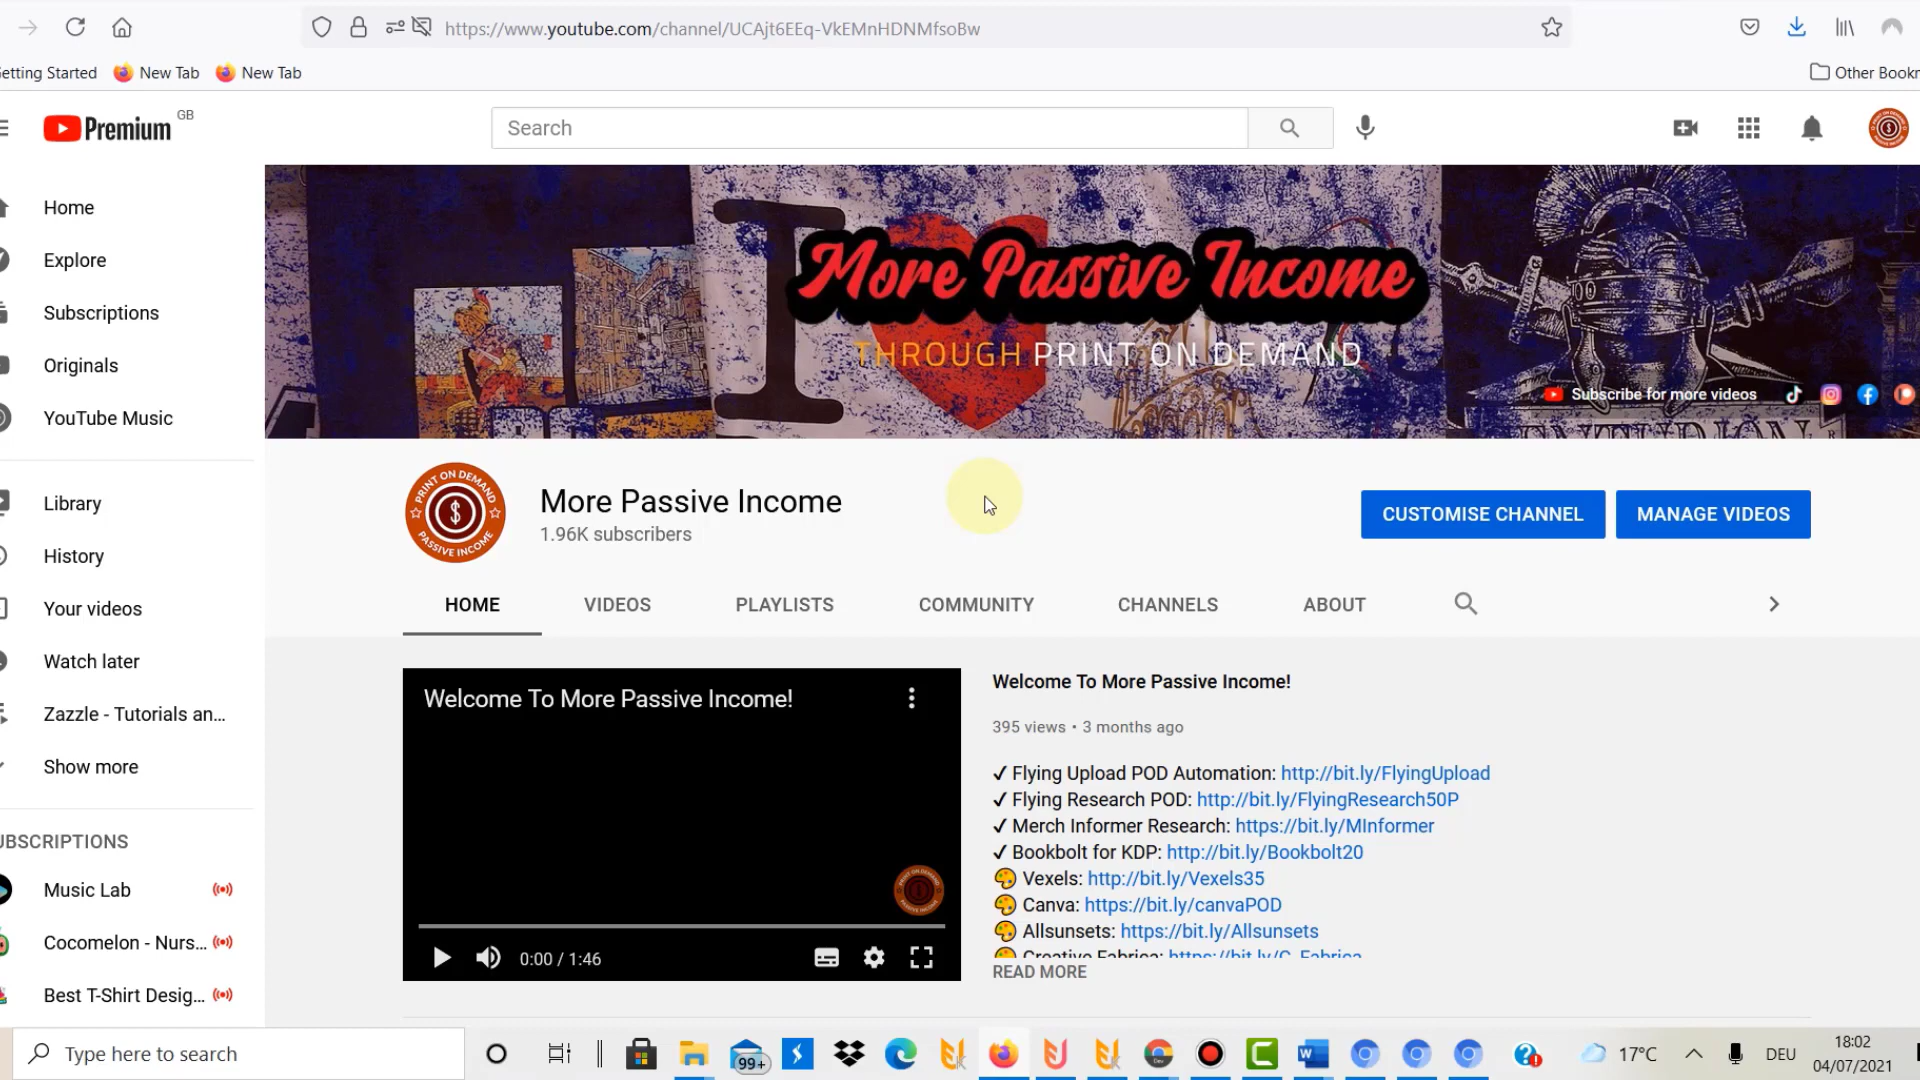 https://www.youtube.com/channel/UCAjt6EEq-VkEMnHDNMfsoBw
etting Started
New Tab
New Tab
Other Bookr
Premium GB
Search
Home
Explore
Subscriptions
Originals
YouTube Music
Library
History
Your videos
Watch later
Zazzle - Tutorials an...
Show more
UBSCRIPTIONS
Music Lab
Cocomelon - Nurs...
Best T-Shirt Desig...
I
More Passive Income
THROUGH PRINT ON DEMAND
Subscribe for more videos
CENTURION
PRINT ON DEMAND
$
PASSIVE INCOME
More Passive Income
1.96K subscribers
CUSTOMISE CHANNEL
MANAGE VIDEOS
HOME
VIDEOS
PLAYLISTS
COMMUNITY
CHANNELS
ABOUT
Welcome To More Passive Income!
0:00 / 1:46
Welcome To More Passive Income!
395 views • 3 months ago
✓ Flying Upload POD Automation: http://bit.ly/FlyingUpload
✓ Flying Research POD: http://bit.ly/FlyingResearch50P
✓ Merch Informer Research: https://bit.ly/MInformer
✓ Bookbolt for KDP: http://bit.ly/Bookbolt20
🎨 Vexels: http://bit.ly/Vexels35
🎨 Canva: https://bit.ly/canvaPOD
🎨 Allsunsets: https://bit.ly/Allsunsets
🎨 Creative Fabrica: https://bit.ly/C_Fabrica
READ MORE
Type here to search
99+
Dev
17°C
DEU
18:02
04/07/2021